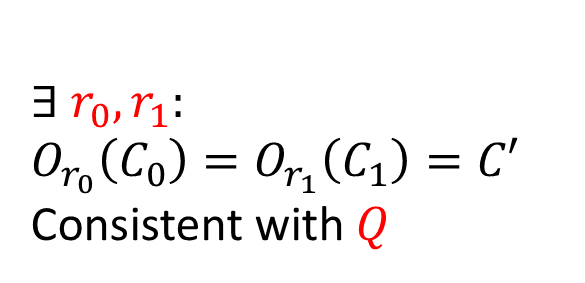 ∃ r₀, r₁:
O_{r₀}(C₀) = O_{r₁}(C₁) = C′
Consistent with Q